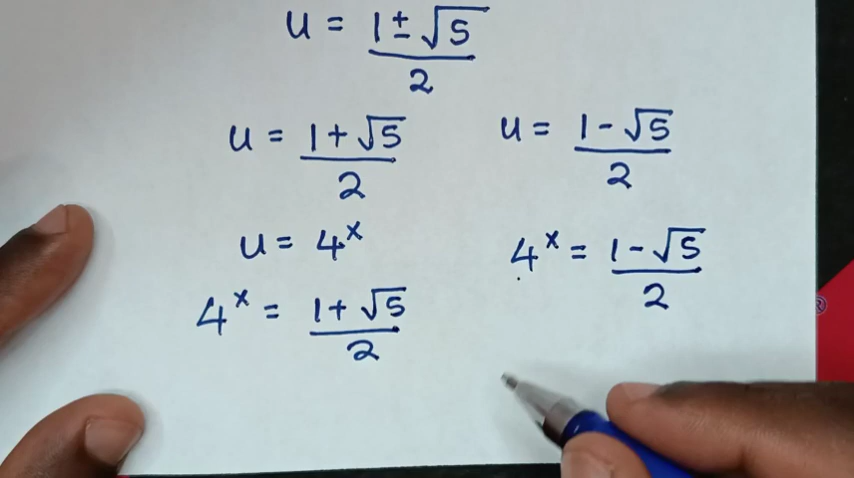 u = (1 ± √5)/2
u = (1 + √5)/2
u = (1 - √5)/2
u = 4^x
4^x = (1 - √5)/2
4^x = (1 + √5)/2
®